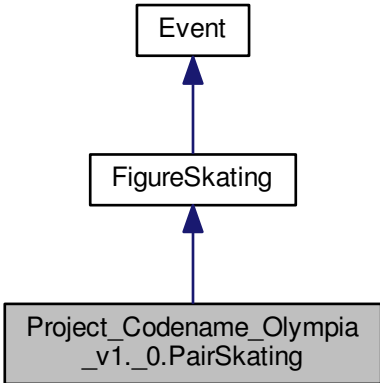 Event
FigureSkating
Project_Codename_Olympia
_v1._0.PairSkating